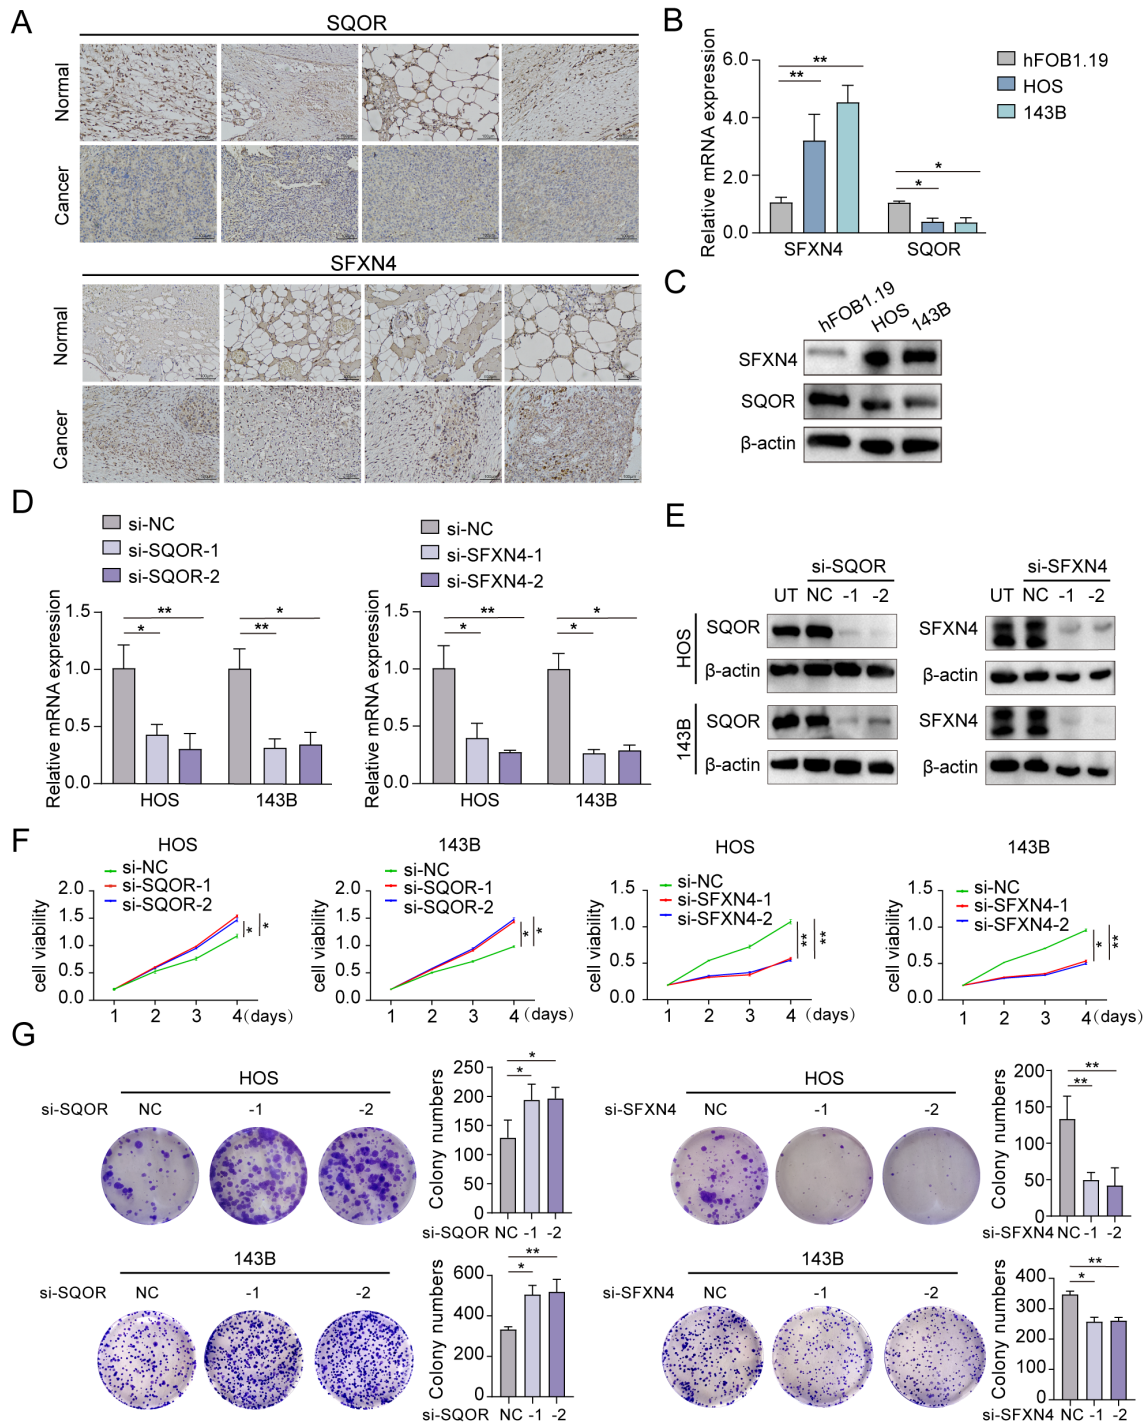 A
SQOR
Normal
Cancer
SFXN4
Normal
Cancer
B
Relative mRNA expression
6.0
4.0
2.0
0.0
** **
* *
SFXN4 SQOR
hFOB1.19
HOS
143B
C
hFOB1.19 HOS 143B
SFXN4
SQOR
β-actin
D
si-NC
si-SQOR-1
si-SQOR-2
Relative mRNA expression
1.5
1.0
0.5
0.0
** *
* **
HOS 143B
si-NC
si-SFXN4-1
si-SFXN4-2
Relative mRNA expression
1.5
1.0
0.5
0.0
** *
* *
HOS 143B
E
si-SQOR
UT NC -1 -2
HOS
SQOR
β-actin
143B
SQOR
β-actin
si-SFXN4
UT NC -1 -2
SFXN4
β-actin
SFXN4
β-actin
F
HOS
si-NC
si-SQOR-1
si-SQOR-2
cell viability
2.0
1.5
1.0
0.5
0.0
* *
1 2 3 4 (days)
143B
si-NC
si-SQOR-1
si-SQOR-2
cell viability
2.0
1.5
1.0
0.5
0.0
* *
1 2 3 4 (days)
HOS
si-NC
si-SFXN4-1
si-SFXN4-2
cell viability
1.5
1.0
0.5
0.0
** **
1 2 3 4 (days)
143B
si-NC
si-SFXN4-1
si-SFXN4-2
cell viability
1.5
1.0
0.5
0.0
* **
1 2 3 4 (days)
G
HOS
si-SQOR NC -1 -2
Colony numbers
250
200
150
100
50
0
*
*
si-SQOR NC -1 -2
HOS
si-SFXN4 NC -1 -2
Colony numbers
200
150
100
50
0
**
**
si-SFXN4 NC -1 -2
143B
si-SQOR NC -1 -2
Colony numbers
600
400
200
0
**
*
si-SQOR NC -1 -2
143B
si-SFXN4 NC -1 -2
Colony numbers
400
300
200
100
0
**
*
si-SFXN4 NC -1 -2